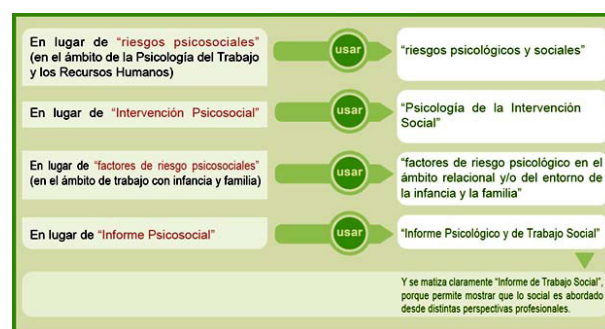 En lugar de “riesgos psicosociales”
(en el ámbito de la Psicología del Trabajo
y los Recursos Humanos)
usar
“riesgos psicológicos y sociales”
En lugar de “Intervención Psicosocial”
usar
“Psicología de la Intervención
Social”
En lugar de “factores de riesgo psicosociales”
(en el ámbito de trabajo con infancia y familia)
usar
“factores de riesgo psicológico en el
ámbito relacional y/o del entorno de
la infancia y la familia”
En lugar de “Informe Psicosocial”
usar
“Informe Psicológico y de Trabajo Social”
Y se matiza claramente “Informe de Trabajo Social”,
porque permite mostrar que lo social es abordado
desde distintas perspectivas profesionales.